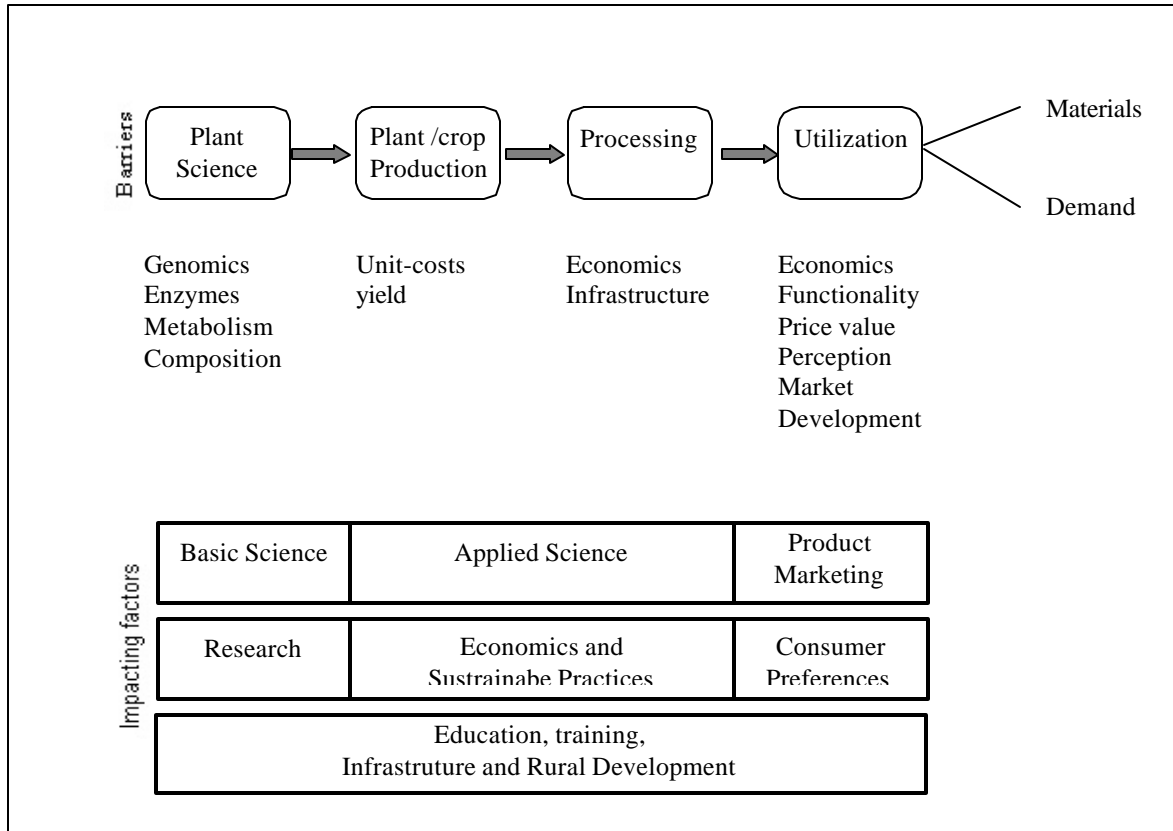 Barriers
Plant
Science
Plant /crop
Production
Processing
Utilization
Materials
Demand
Genomics
Enzymes
Metabolism
Composition
Unit-costs
yield
Economics
Infrastructure
Economics
Functionality
Price value
Perception
Market
Development
Impacting factors
Basic Science
Applied Science
Product
Marketing
Research
Economics and
Sustrainabe Practices
Consumer
Preferences
Education, training,
Infrastruture and Rural Development